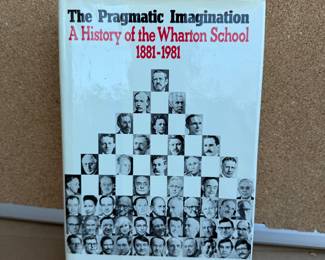 The Pragmatic Imagination
A History of the Wharton School
1881-1981